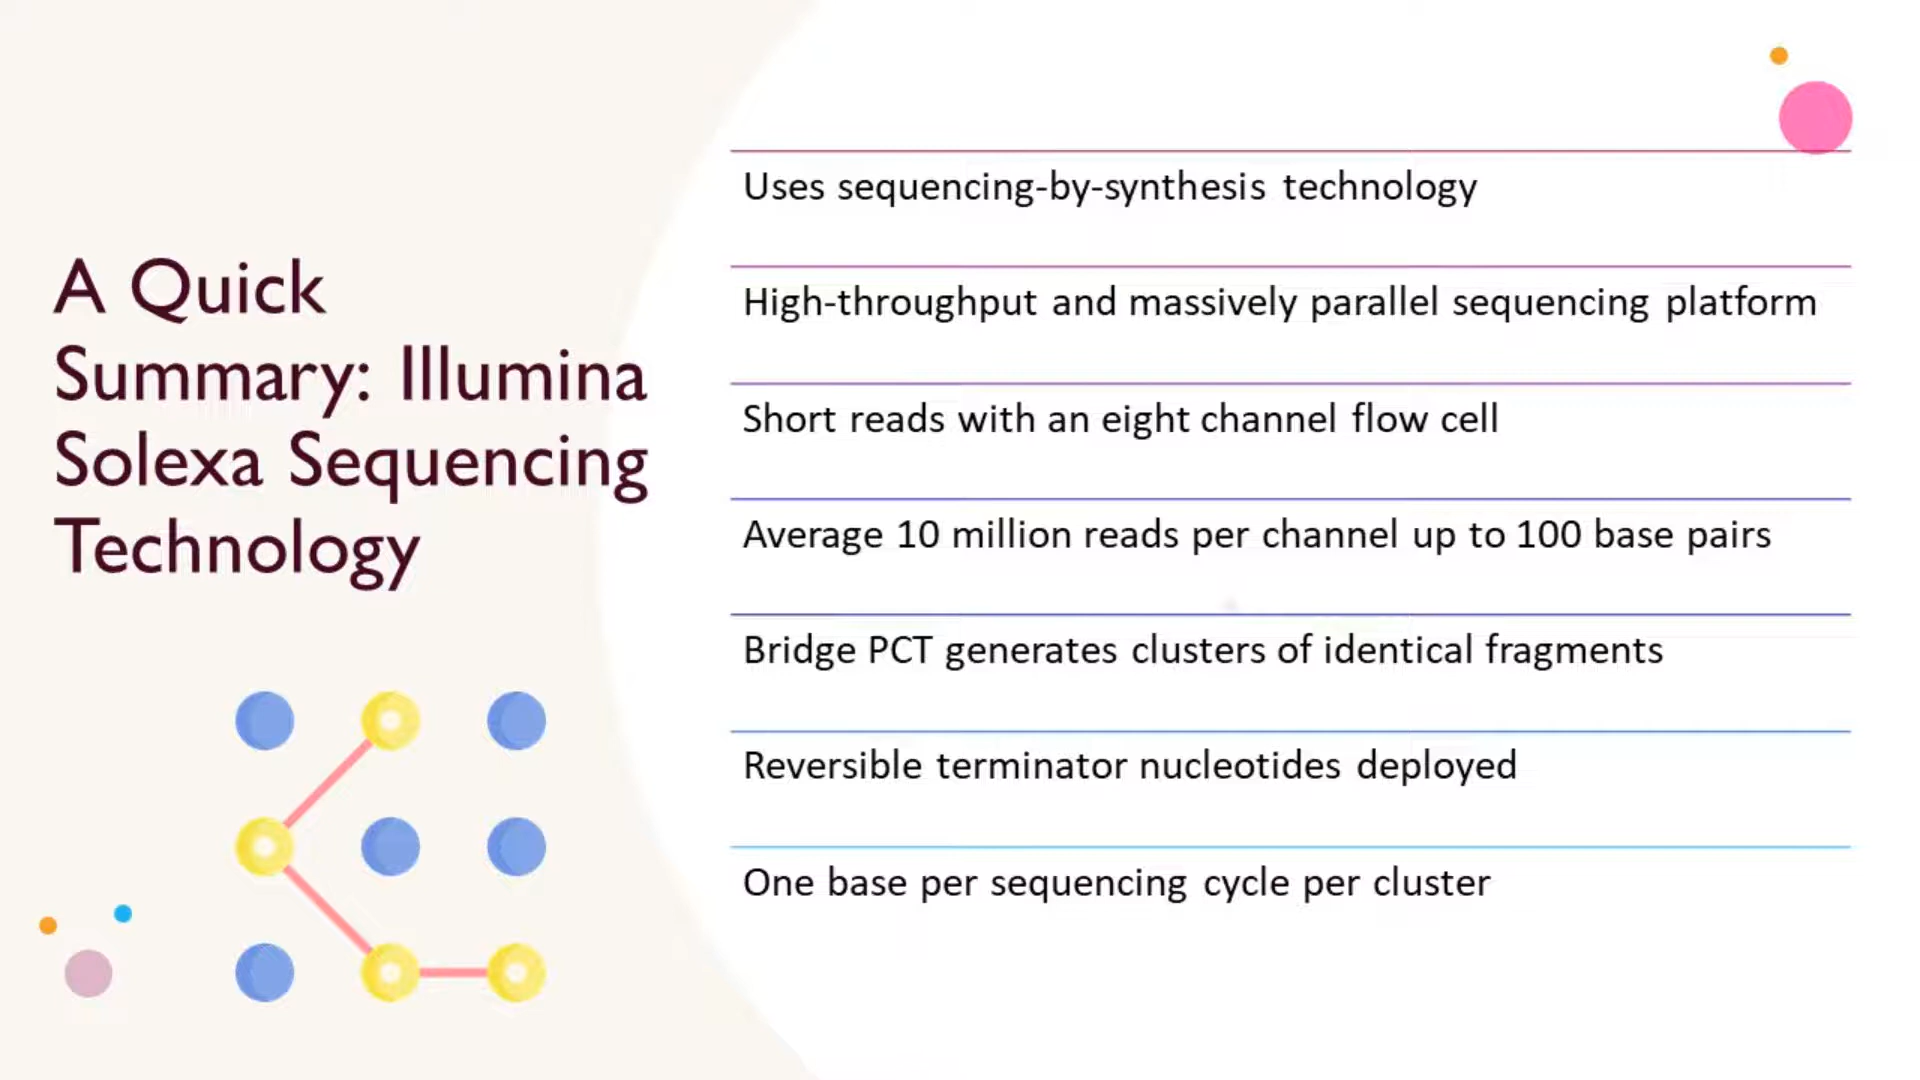 A Quick
Summary: Illumina
Solexa Sequencing
Technology
Uses sequencing-by-synthesis technology
High-throughput and massively parallel sequencing platform
Short reads with an eight channel flow cell
Average 10 million reads per channel up to 100 base pairs
Bridge PCT generates clusters of identical fragments
Reversible terminator nucleotides deployed
One base per sequencing cycle per cluster